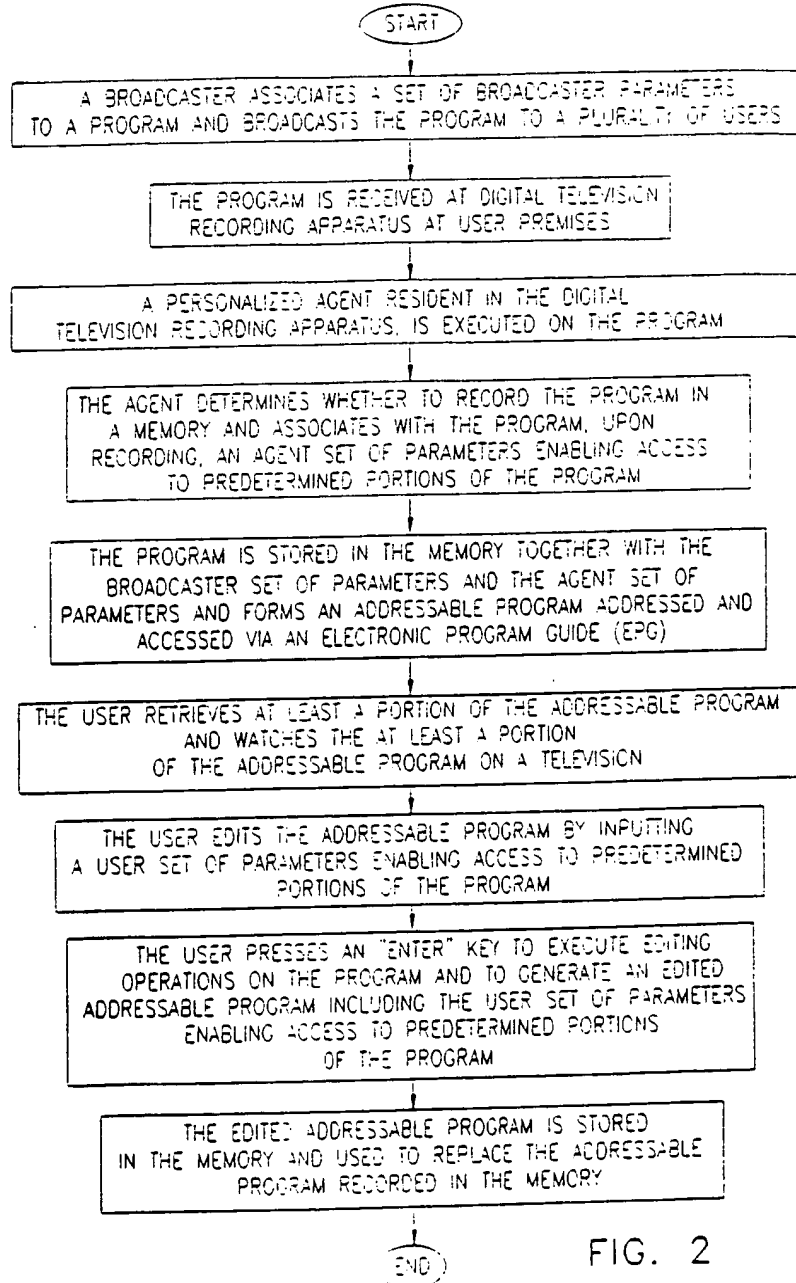 START
A BROADCASTER ASSOCIATES A SET OF BROADCASTER PARAMETERS
TO A PROGRAM AND BROADCASTS THE PROGRAM TO A PLURALITY OF USERS
THE PROGRAM IS RECEIVED AT DIGITAL TELEVISION
RECORDING APPARATUS AT USER PREMISES
A PERSONALIZED AGENT RESIDENT IN THE DIGITAL
TELEVISION RECORDING APPARATUS, IS EXECUTED ON THE PROGRAM
THE AGENT DETERMINES WHETHER TO RECORD THE PROGRAM IN
A MEMORY AND ASSOCIATES WITH THE PROGRAM, UPON
RECORDING, AN AGENT SET OF PARAMETERS ENABLING ACCESS
TO PREDETERMINED PORTIONS OF THE PROGRAM
THE PROGRAM IS STORED IN THE MEMORY TOGETHER WITH THE
BROADCASTER SET OF PARAMETERS AND THE AGENT SET OF
PARAMETERS AND FORMS AN ADDRESSABLE PROGRAM ADDRESSED AND
ACCESSED VIA AN ELECTRONIC PROGRAM GUIDE (EPG)
THE USER RETRIEVES AT LEAST A PORTION OF THE ADDRESSABLE PROGRAM
AND WATCHES THE AT LEAST A PORTION
OF THE ADDRESSABLE PROGRAM ON A TELEVISION
THE USER EDITS THE ADDRESSABLE PROGRAM BY INPUTTING
A USER SET OF PARAMETERS ENABLING ACCESS TO PREDETERMINED
PORTIONS OF THE PROGRAM
THE USER PRESSES AN "ENTER" KEY TO EXECUTE EDITING
OPERATIONS ON THE PROGRAM AND TO GENERATE AN EDITED
ADDRESSABLE PROGRAM INCLUDING THE USER SET OF PARAMETERS
ENABLING ACCESS TO PREDETERMINED PORTIONS
OF THE PROGRAM
THE EDITED ADDRESSABLE PROGRAM IS STORED
IN THE MEMORY AND USED TO REPLACE THE ADDRESSABLE
PROGRAM RECORDED IN THE MEMORY
END
FIG. 2